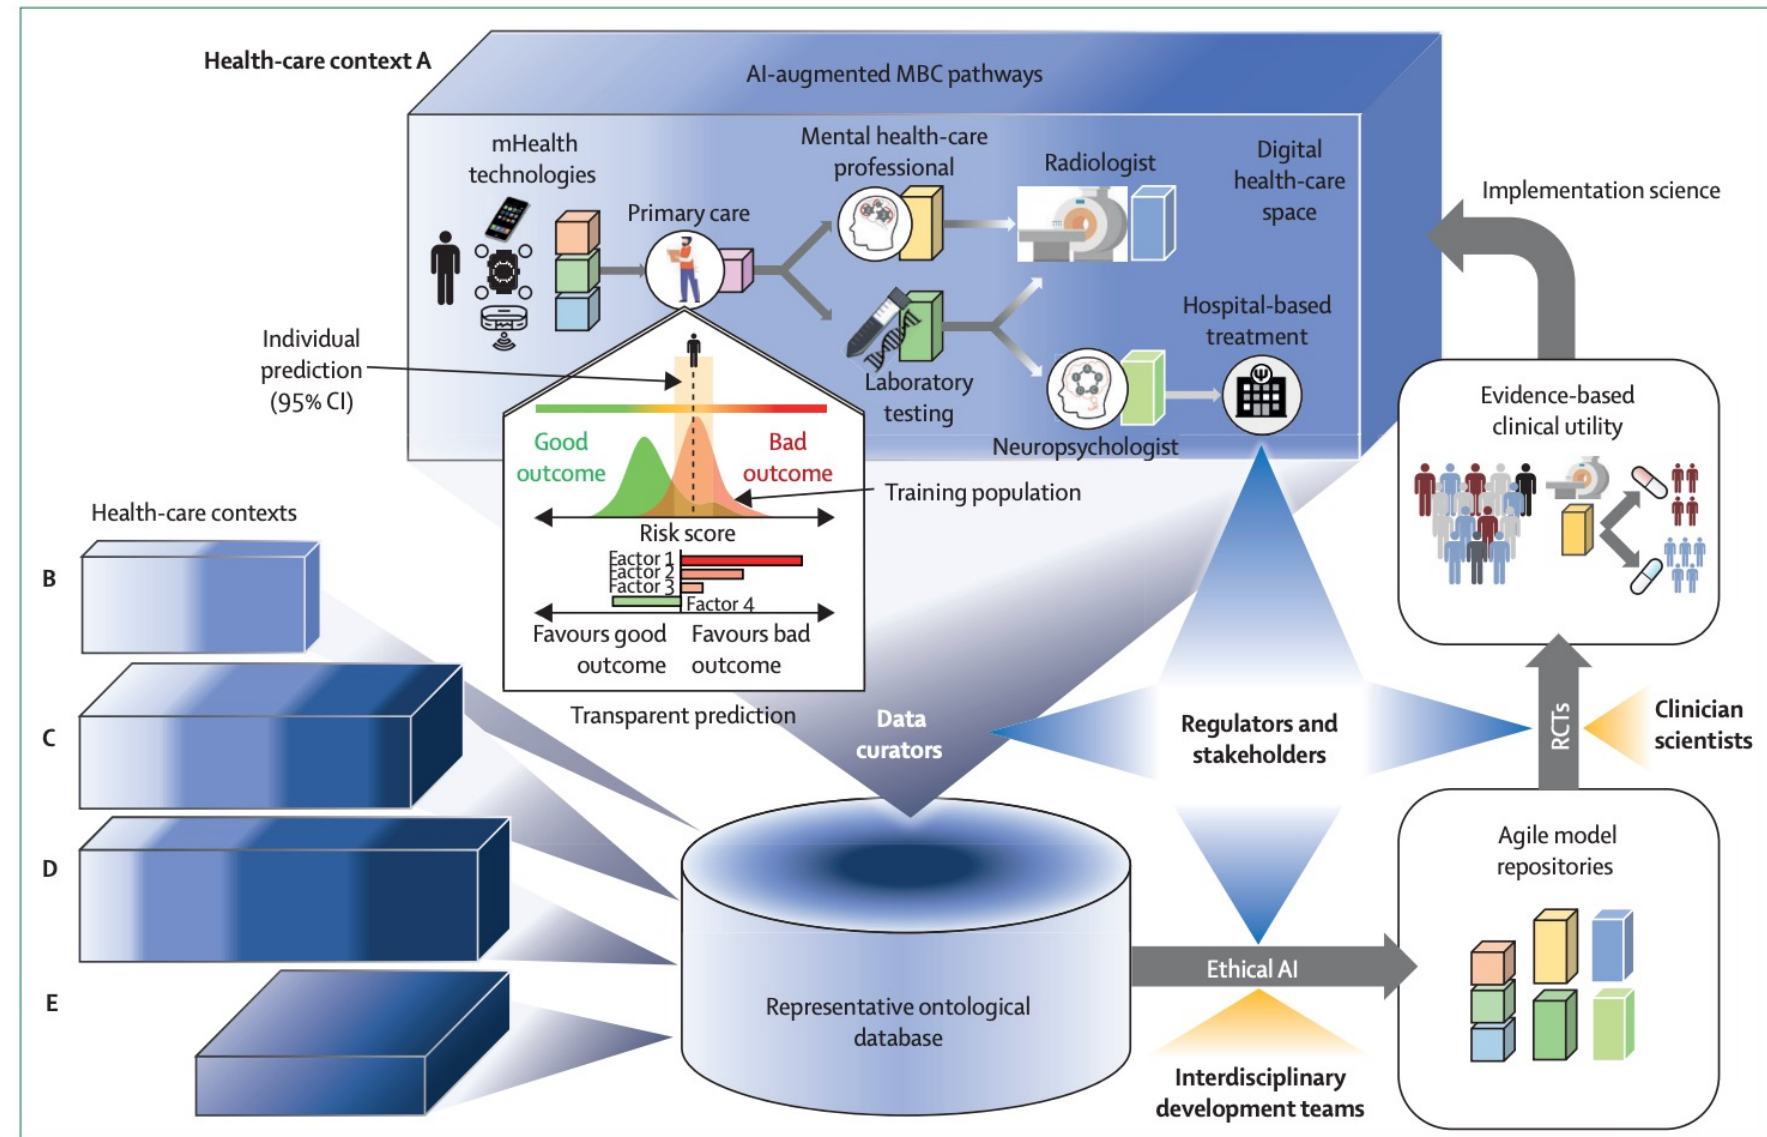 Health-care context A
AI-augmented MBC pathways
mHealth
technologies
Primary care
Mental health-care
professional
Radiologist
Digital
health-care
space
Laboratory
testing
Neuropsychologist
Hospital-based
treatment
Implementation science
Individual
prediction
(95% CI)
Good
outcome
Bad
outcome
Training population
Risk score
Factor 1
Factor 2
Factor 3
Factor 4
Favours good
outcome
Favours bad
outcome
Transparent prediction
Evidence-based
clinical utility
Health-care contexts
B
C
D
E
Data
curators
Regulators and
stakeholders
RCTs
Clinician
scientists
Agile model
repositories
Ethical AI
Representative ontological
database
Interdisciplinary
development teams